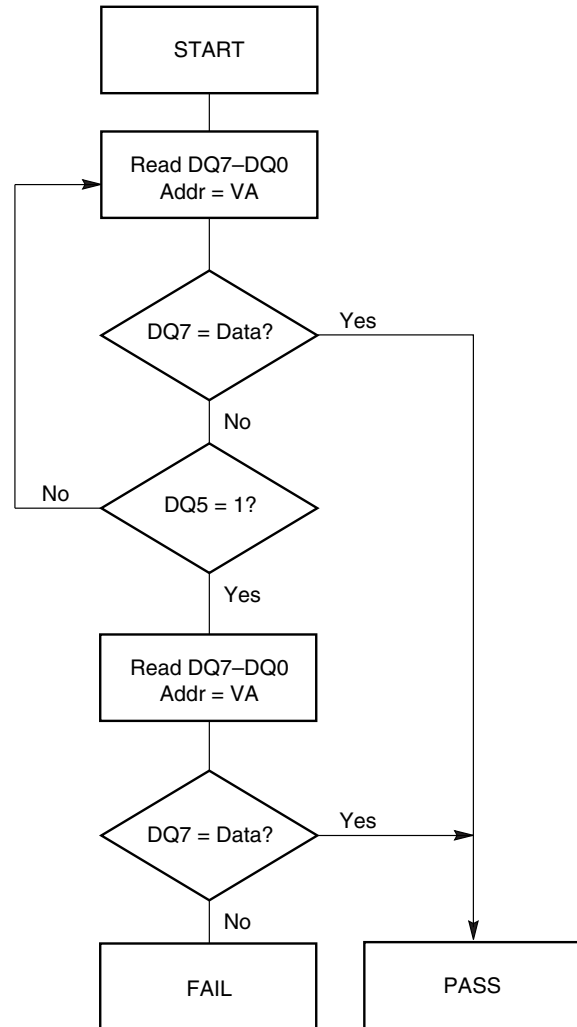 START
Read DQ7–DQ0
Addr = VA
DQ7 = Data?
Yes
No
No
DQ5 = 1?
Yes
Read DQ7–DQ0
Addr = VA
DQ7 = Data?
Yes
No
FAIL
PASS